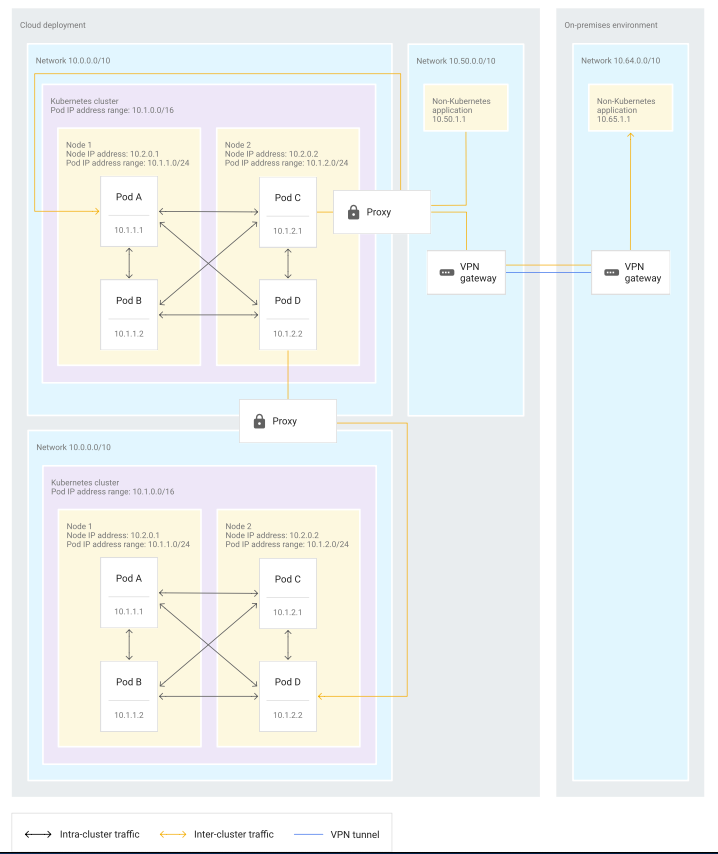 Cloud deployment
On-premises environment
Network 10.0.0.0/10
Network 10.50.0.0/10
Network 10.64.0.0/10
Kubernetes cluster
Pod IP address range: 10.1.0.0/16
Non-Kubernetes
application
10.50.1.1
Non-Kubernetes
application
10.65.1.1
Node 1
Node IP address: 10.2.0.1
Pod IP address range: 10.1.1.0/24
Node 2
Node IP address: 10.2.0.2
Pod IP address range: 10.1.2.0/24
Pod A
10.1.1.1
Pod C
10.1.2.1
Proxy
VPN
gateway
VPN
gateway
Pod B
10.1.1.2
Pod D
10.1.2.2
Proxy
Network 10.0.0.0/10
Kubernetes cluster
Pod IP address range: 10.1.0.0/16
Node 1
Node IP address: 10.2.0.1
Pod IP address range: 10.1.1.0/24
Node 2
Node IP address: 10.2.0.2
Pod IP address range: 10.1.2.0/24
Pod A
10.1.1.1
Pod C
10.1.2.1
Pod B
10.1.1.2
Pod D
10.1.2.2
Intra-cluster traffic
Inter-cluster traffic
VPN tunnel